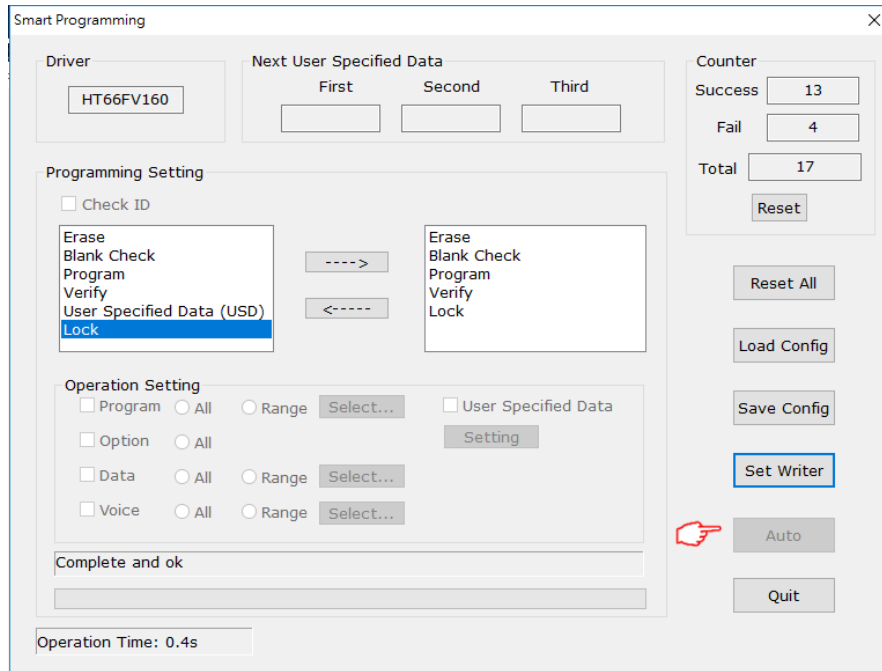 Smart Programming
Driver
HT66FV160
Next User Specified Data
First Second Third
Counter
Success 13
Fail 4
Total 17
Reset
Programming Setting
Check ID
Erase
Blank Check
Program
Verify
User Specified Data (USD)
Lock
---->
<-----
Erase
Blank Check
Program
Verify
Lock
Operation Setting
Program All Range Select...
Option All
Data All Range Select...
Voice All Range Select...
User Specified Data
Setting
Complete and ok
Operation Time: 0.4s
Reset All
Load Config
Save Config
Set Writer
Auto
Quit